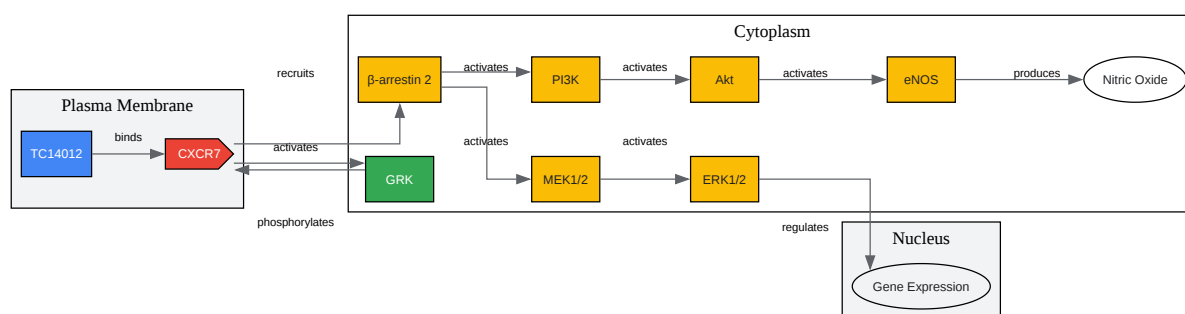 Cytoplasm
recruits
β-arrestin 2
activates
PI3K
activates
Akt
activates
eNOS
produces
Nitric Oxide
Plasma Membrane
TC14012
binds
CXCR7
activates
GRK
activates
MEK1/2
activates
ERK1/2
phosphorylates
regulates
Nucleus
Gene Expression